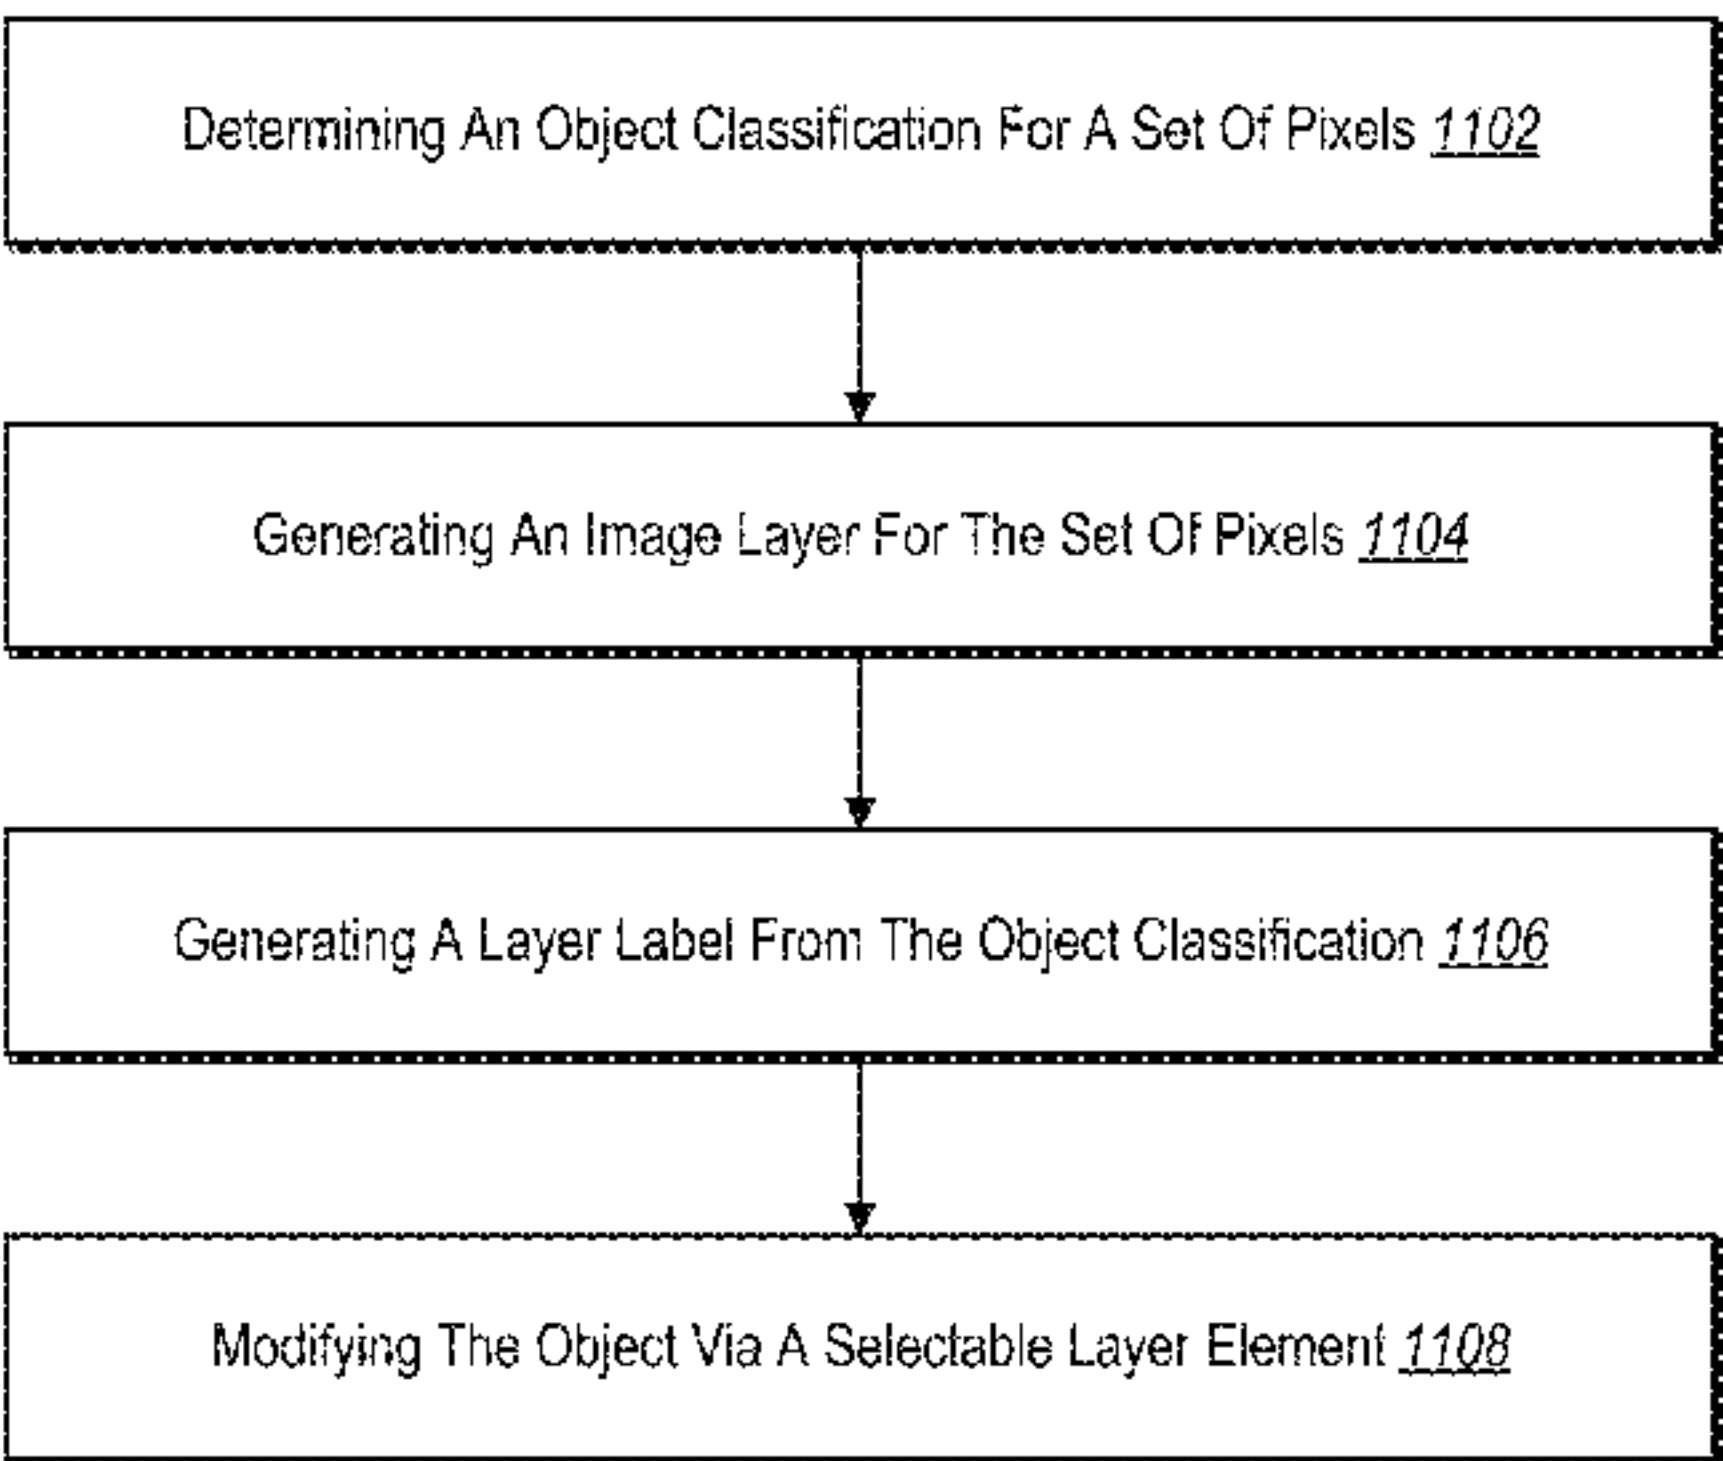 Determining An Object Classification For A Set Of Pixels 1102
Generating An Image Layer For The Set Of Pixels 1104
Generating A Layer Label From The Object Classification 1106
Modifying The Object Via A Selectable Layer Element 1108